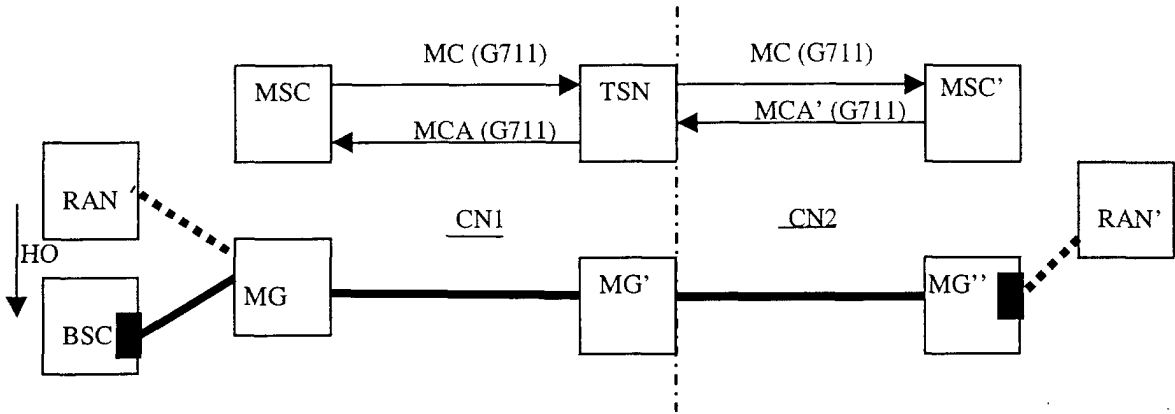 MC (G711)
MC (G711)
MSC
TSN
MSC’
MCA (G711)
MCA’ (G711)
RAN
RAN’
CN1
CN2
HO
MG
MG’
MG’’
BSC